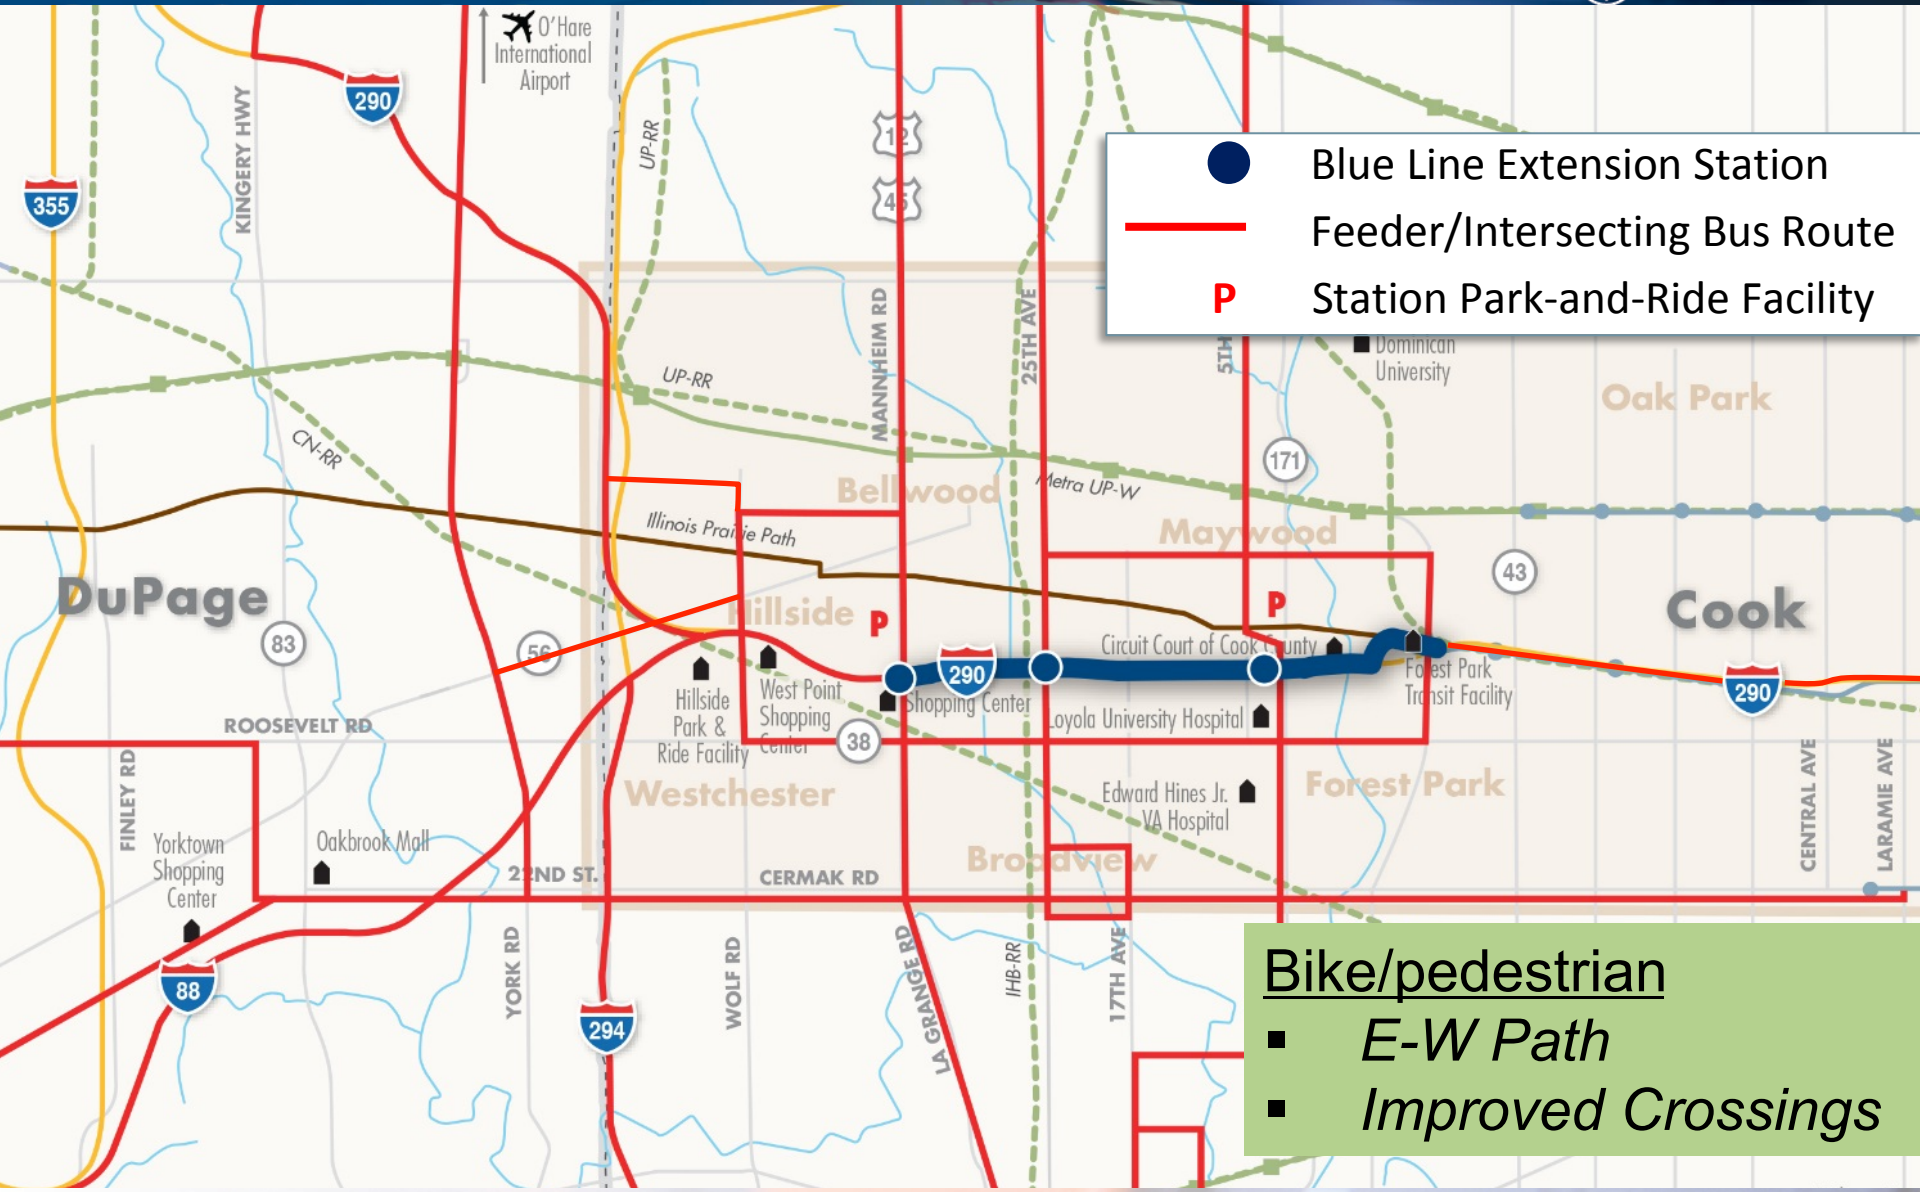 O'Hare
International
Airport
290
KINGERY HWY
UP-RR
12
45
355
Blue Line Extension Station
Feeder/Intersecting Bus Route
P Station Park-and-Ride Facility
MANNHEIM RD
25TH AVE
5TH
Dominican
University
Oak Park
UP-RR
CN-RR
171
Bellwood
Metra UP-W
Illinois Prairie Path
Maywood
43
DuPage
Hillside
P
P
Cook
83
56
Circuit Court of Cook County
290
Forest Park
Transit Facility
290
Hillside
Park &
Ride Facility
West Point
Shopping
Center
Shopping Center
Loyola University Hospital
38
ROOSEVELT RD
FINLEY RD
Westchester
Edward Hines Jr.
VA Hospital
Forest Park
CENTRAL AVE
LARAMIE AVE
Yorktown
Shopping
Center
Oakbrook Mall
22ND ST.
CERMAK RD
Broadview
88
YORK RD
294
WOLF RD
LA GRANGE RD
IHB-RR
17TH AVE
Bike/pedestrian
▪ E-W Path
▪ Improved Crossings